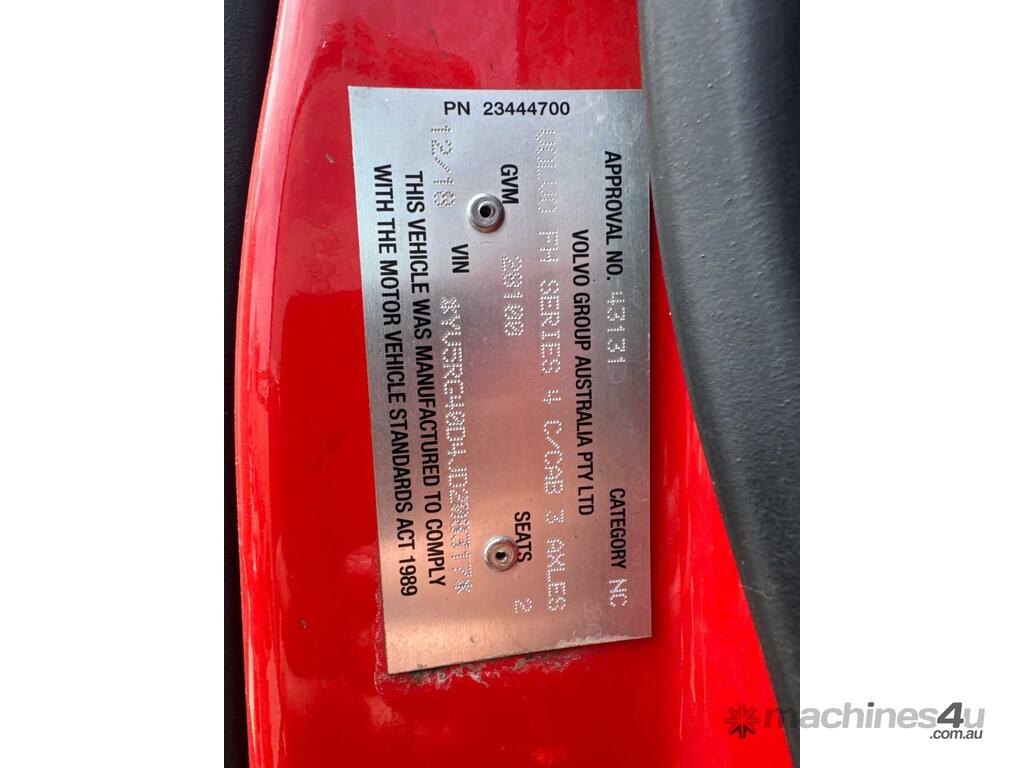 PN 23444700
APPROVAL NO. 43131 CATEGORY NC
VOLVO GROUP AUSTRALIA PTY LTD
VOLVO FM SERIES 4 C/CAB 3 AXLES
GVM 28100 SEATS 2
12/18 VIN
THIS VEHICLE WAS MANUFACTURED TO COMPLY
WITH THE MOTOR VEHICLE STANDARDS ACT 1989
machines4u
.com.au